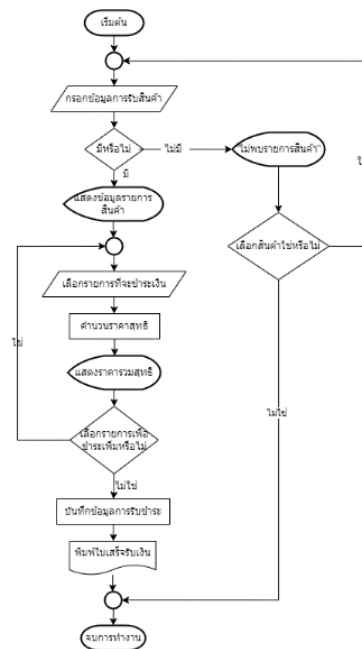 เริ่มต้น
กรอกข้อมูลการรับสินค้า
มีหรือไม่
ไม่มี
"ไม่พบรายการสินค้า"
มี
แสดงข้อมูลรายการ
สินค้า
เลือกสินค้าใช่หรือไม่
เลือกรายการที่จะชำระเงิน
คำนวนราคาสุทธิ
ใช่
แสดงราคารวมสุทธิ
เลือกรายการเพื่อ
ชำระเพิ่มหรือไม่
ไม่ใช่
ไม่ใช่
บันทึกข้อมูลการรับชำระ
พิมพ์ใบเสร็จรับเงิน
จบการทำงาน